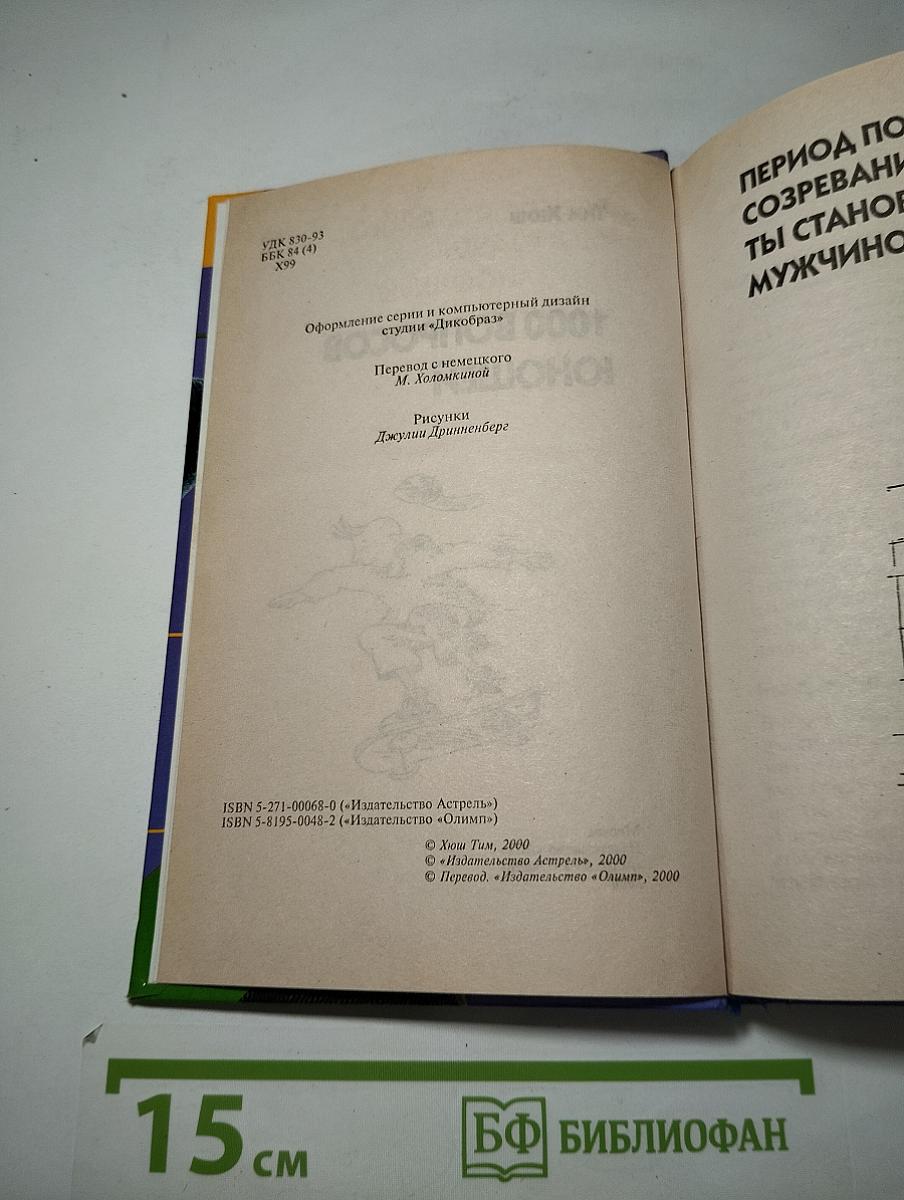 УДК 830-93
ББК 84 (4)
Х99
Оформление серии и компьютерный дизайн
студии «Дикобраз»
Перевод с немецкого
М. Холомкиной
Рисунки
Джулии Дринненберг
ISBN 5-271-00068-0 («Издательство Астрель»)
ISBN 5-8195-0048-2 («Издательство «Олимп»)
© Хюш Тим, 2000
© «Издательство Астрель», 2000
© Перевод. «Издательство «Олимп», 2000
ПЕРИОД ПО
СОЗРЕВАНИ
ТЫ СТАНОВ
МУЖЧИНО
15 см
БФ БИБЛИОФАН